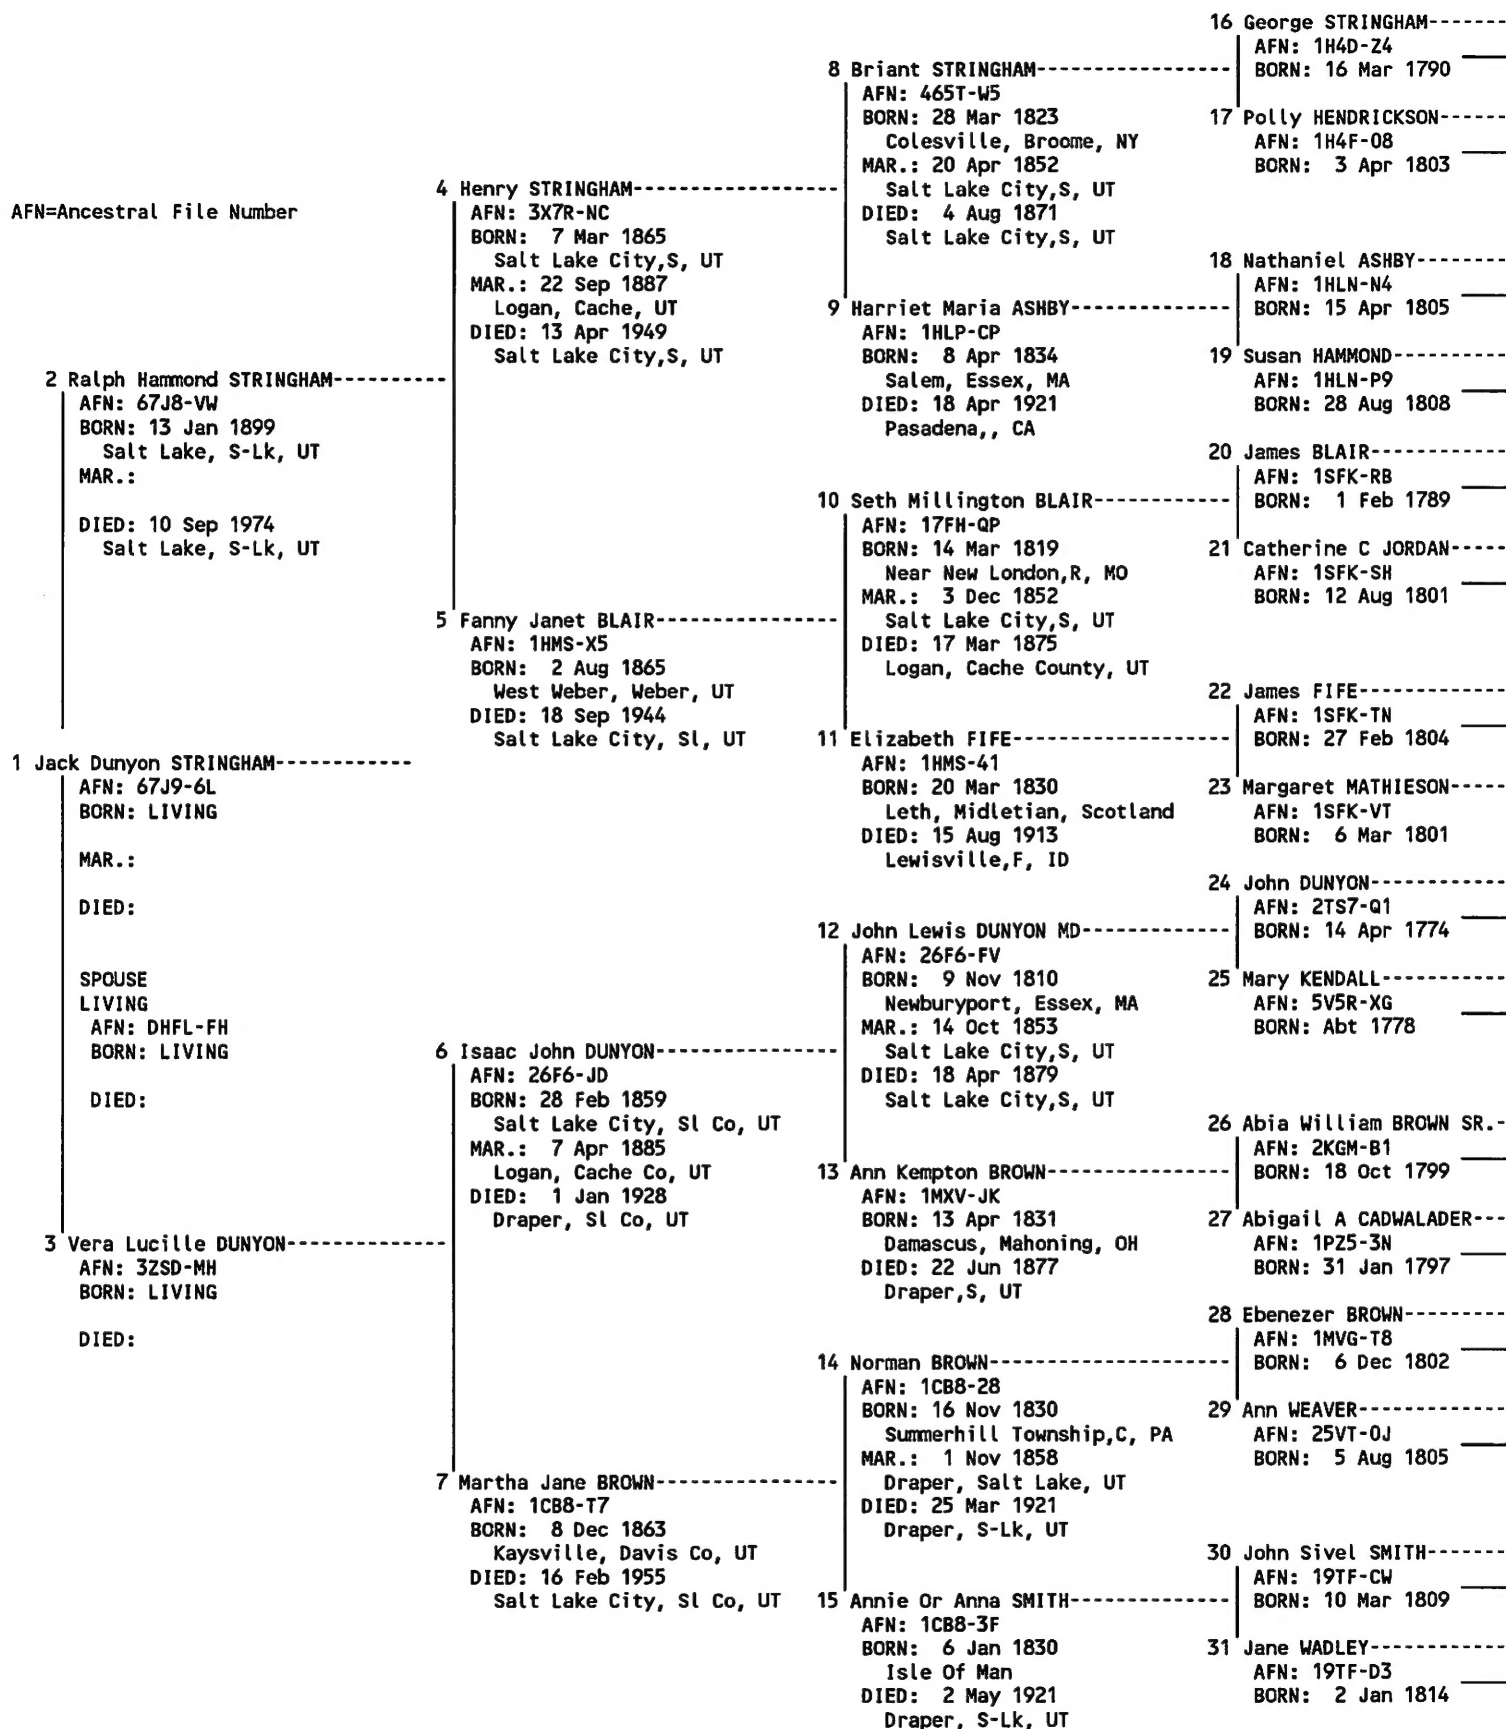 AFN=Ancestral File Number
1 Jack Dunyon STRINGHAM------------
AFN: 67J9-6L
BORN: LIVING
MAR.:
DIED:
SPOUSE
LIVING
AFN: DHFL-FH
BORN: LIVING
DIED:
2 Ralph Hammond STRINGHAM----------
AFN: 67J8-VW
BORN: 13 Jan 1899
Salt Lake, S-Lk, UT
MAR.:
DIED: 10 Sep 1974
Salt Lake, S-Lk, UT
3 Vera Lucille DUNYON--------------
AFN: 3ZSD-MH
BORN: LIVING
DIED:
4 Henry STRINGHAM-----------------
AFN: 3X7R-NC
BORN: 7 Mar 1865
Salt Lake City,S, UT
MAR.: 22 Sep 1887
Logan, Cache, UT
DIED: 13 Apr 1949
Salt Lake City,S, UT
5 Fanny Janet BLAIR---------------
AFN: 1HMS-X5
BORN: 2 Aug 1865
West Weber, Weber, UT
DIED: 18 Sep 1944
Salt Lake City, Sl, UT
6 Isaac John DUNYON---------------
AFN: 26F6-JD
BORN: 28 Feb 1859
Salt Lake City, Sl Co, UT
MAR.: 7 Apr 1885
Logan, Cache Co, UT
DIED: 1 Jan 1928
Draper, Sl Co, UT
7 Martha Jane BROWN---------------
AFN: 1CB8-T7
BORN: 8 Dec 1863
Kaysville, Davis Co, UT
DIED: 16 Feb 1955
Salt Lake City, Sl Co, UT
8 Briant STRINGHAM----------------
AFN: 465T-W5
BORN: 28 Mar 1823
Colesville, Broome, NY
MAR.: 20 Apr 1852
Salt Lake City,S, UT
DIED: 4 Aug 1871
Salt Lake City,S, UT
9 Harriet Maria ASHBY-------------
AFN: 1HLP-CP
BORN: 8 Apr 1834
Salem, Essex, MA
DIED: 18 Apr 1921
Pasadena,, CA
10 Seth Millington BLAIR-----------
AFN: 17FH-QP
BORN: 14 Mar 1819
Near New London,R, MO
MAR.: 3 Dec 1852
Salt Lake City,S, UT
DIED: 17 Mar 1875
Logan, Cache County, UT
11 Elizabeth FIFE------------------
AFN: 1HMS-41
BORN: 20 Mar 1830
Leth, Midletian, Scotland
DIED: 15 Aug 1913
Lewisville,F, ID
12 John Lewis DUNYON MD------------
AFN: 26F6-FV
BORN: 9 Nov 1810
Newburyport, Essex, MA
MAR.: 14 Oct 1853
Salt Lake City,S, UT
DIED: 18 Apr 1879
Salt Lake City,S, UT
13 Ann Kempton BROWN---------------
AFN: 1MXV-JK
BORN: 13 Apr 1831
Damascus, Mahoning, OH
DIED: 22 Jun 1877
Draper,S, UT
14 Norman BROWN--------------------
AFN: 1CB8-28
BORN: 16 Nov 1830
Summerhill Township,C, PA
MAR.: 1 Nov 1858
Draper, Salt Lake, UT
DIED: 25 Mar 1921
Draper, S-Lk, UT
15 Annie Or Anna SMITH-------------
AFN: 1CB8-3F
BORN: 6 Jan 1830
Isle Of Man
DIED: 2 May 1921
Draper, S-Lk, UT
16 George STRINGHAM-------
AFN: 1H4D-Z4
BORN: 16 Mar 1790
17 Polly HENDRICKSON------
AFN: 1H4F-08
BORN: 3 Apr 1803
18 Nathaniel ASHBY--------
AFN: 1HLN-N4
BORN: 15 Apr 1805
19 Susan HAMMOND----------
AFN: 1HLN-P9
BORN: 28 Aug 1808
20 James BLAIR------------
AFN: 1SFK-RB
BORN: 1 Feb 1789
21 Catherine C JORDAN-----
AFN: 1SFK-SH
BORN: 12 Aug 1801
22 James FIFE-------------
AFN: 1SFK-TN
BORN: 27 Feb 1804
23 Margaret MATHIESON-----
AFN: 1SFK-VT
BORN: 6 Mar 1801
24 John DUNYON------------
AFN: 2TS7-Q1
BORN: 14 Apr 1774
25 Mary KENDALL-----------
AFN: 5V5R-XG
BORN: Abt 1778
26 Abia William BROWN SR.-
AFN: 2KGM-B1
BORN: 18 Oct 1799
27 Abigail A CADWALADER---
AFN: 1PZ5-3N
BORN: 31 Jan 1797
28 Ebenezer BROWN---------
AFN: 1MVG-T8
BORN: 6 Dec 1802
29 Ann WEAVER-------------
AFN: 25VT-0J
BORN: 5 Aug 1805
30 John Sivel SMITH-------
AFN: 19TF-CW
BORN: 10 Mar 1809
31 Jane WADLEY------------
AFN: 19TF-D3
BORN: 2 Jan 1814